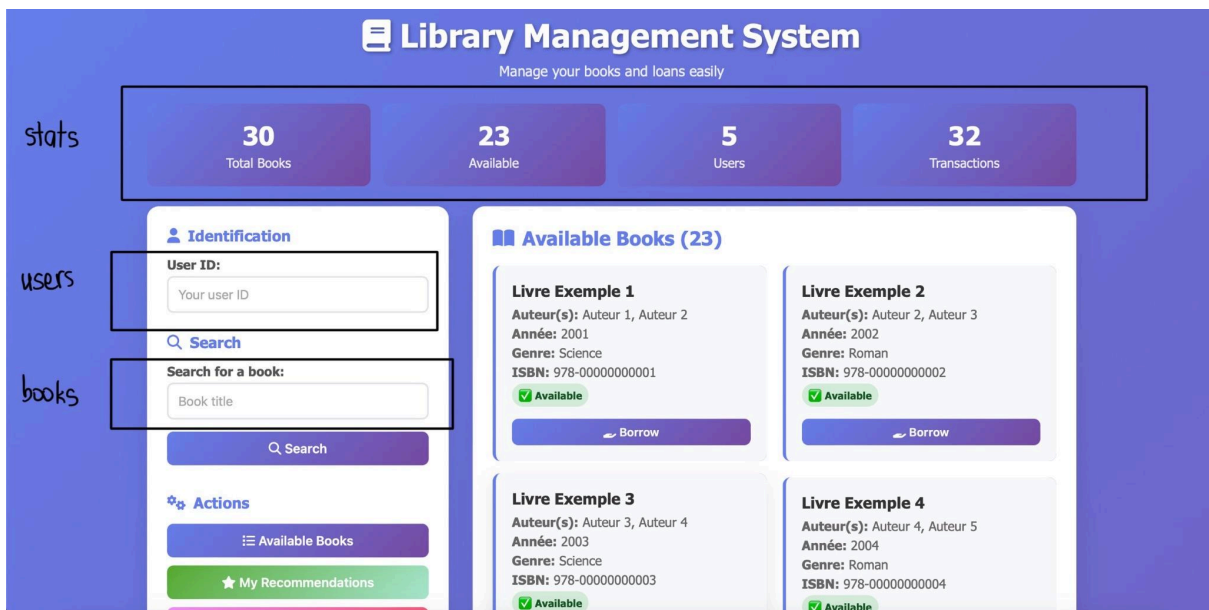 Library Management System
Manage your books and loans easily
stats
30
Total Books
23
Available
5
Users
32
Transactions
Identification
users
User ID:
Your user ID
Search
books
Search for a book:
Book title
Search
Actions
Available Books
My Recommendations
Available Books (23)
Livre Exemple 1
Auteur(s): Auteur 1, Auteur 2
Année: 2001
Genre: Science
ISBN: 978-00000000001
Available
Borrow
Livre Exemple 2
Auteur(s): Auteur 2, Auteur 3
Année: 2002
Genre: Roman
ISBN: 978-00000000002
Available
Borrow
Livre Exemple 3
Auteur(s): Auteur 3, Auteur 4
Année: 2003
Genre: Science
ISBN: 978-00000000003
Available
Livre Exemple 4
Auteur(s): Auteur 4, Auteur 5
Année: 2004
Genre: Roman
ISBN: 978-00000000004
Available